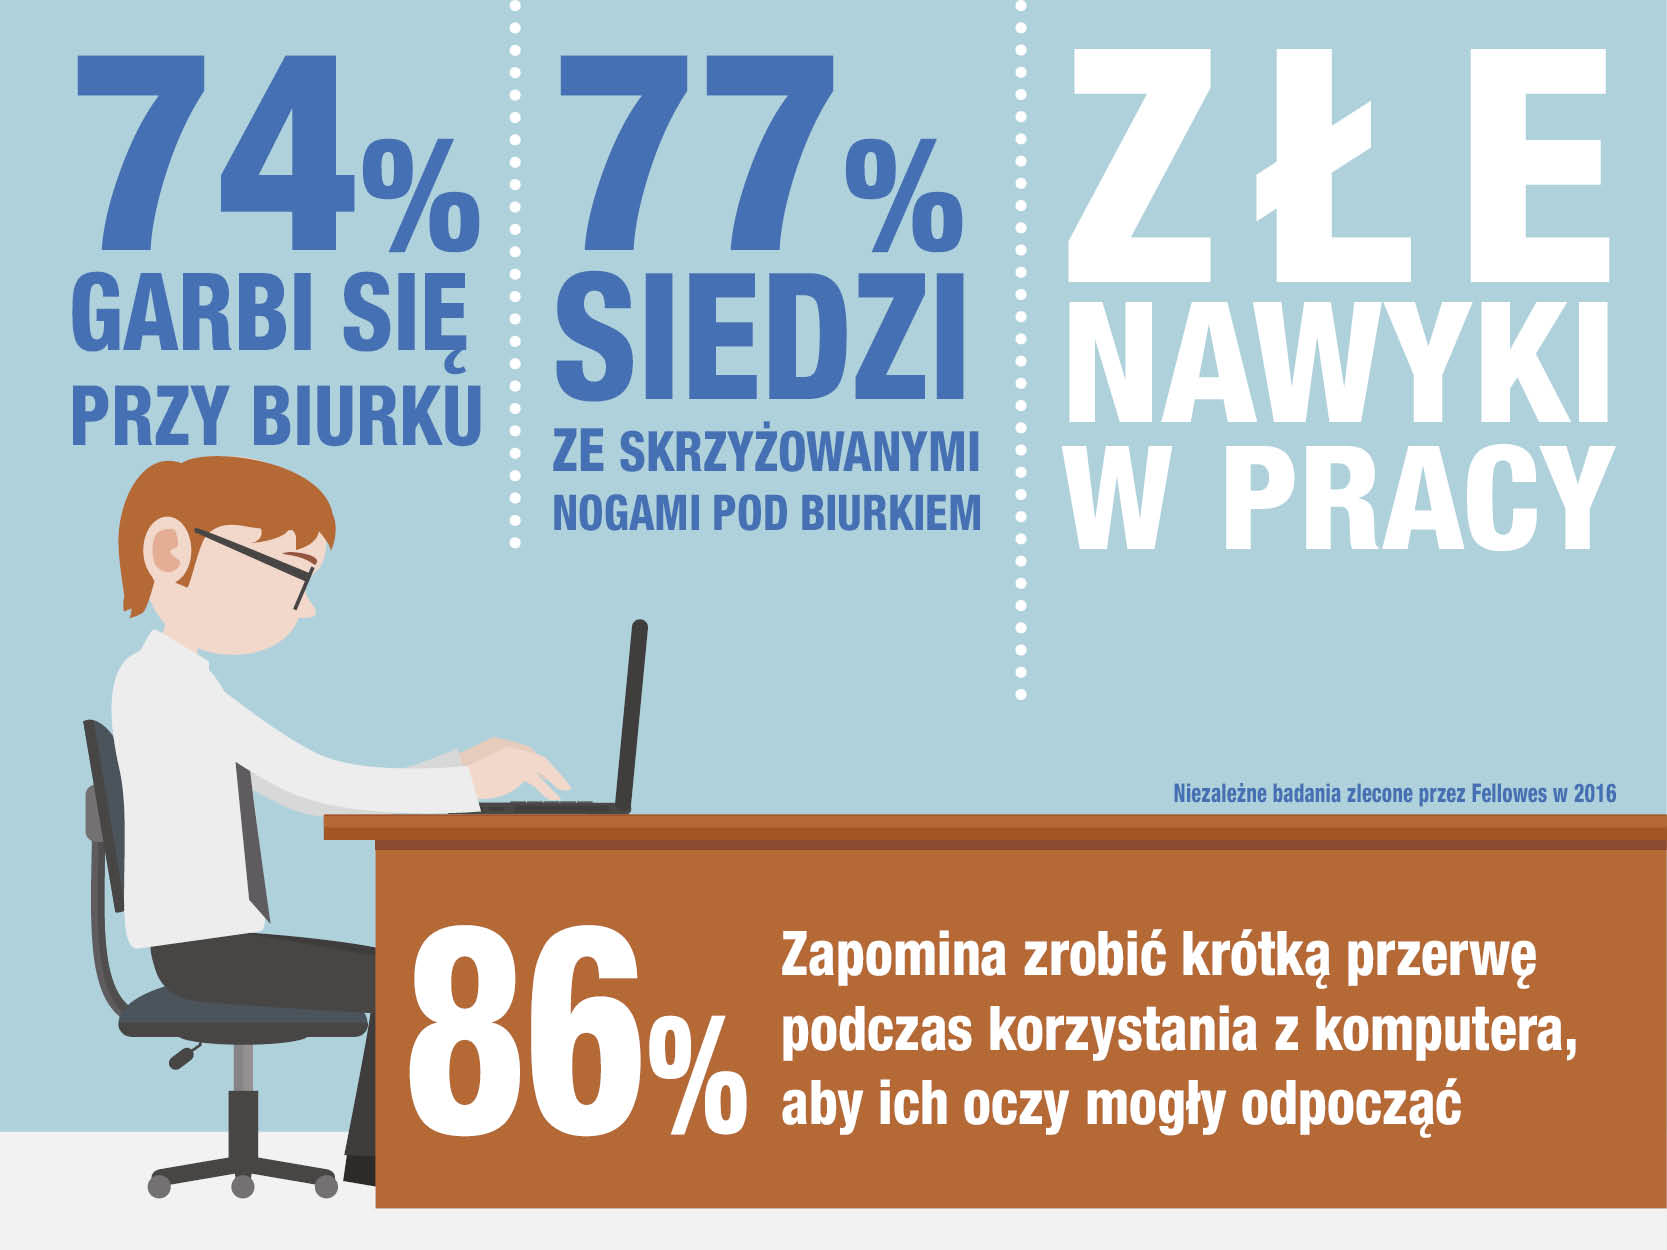 74%
GARBI SIĘ
PRZY BIURKU
77%
SIEDZI
ZE SKRZYŻOWANYMI
NOGAMI POD BIURKIEM
ZŁE
NAWYKI
W PRACY
Niezależne badania zlecone przez Fellowes w 2016
86%
Zapomina zrobić krótką przerwę
podczas korzystania z komputera,
aby ich oczy mogły odpocząć